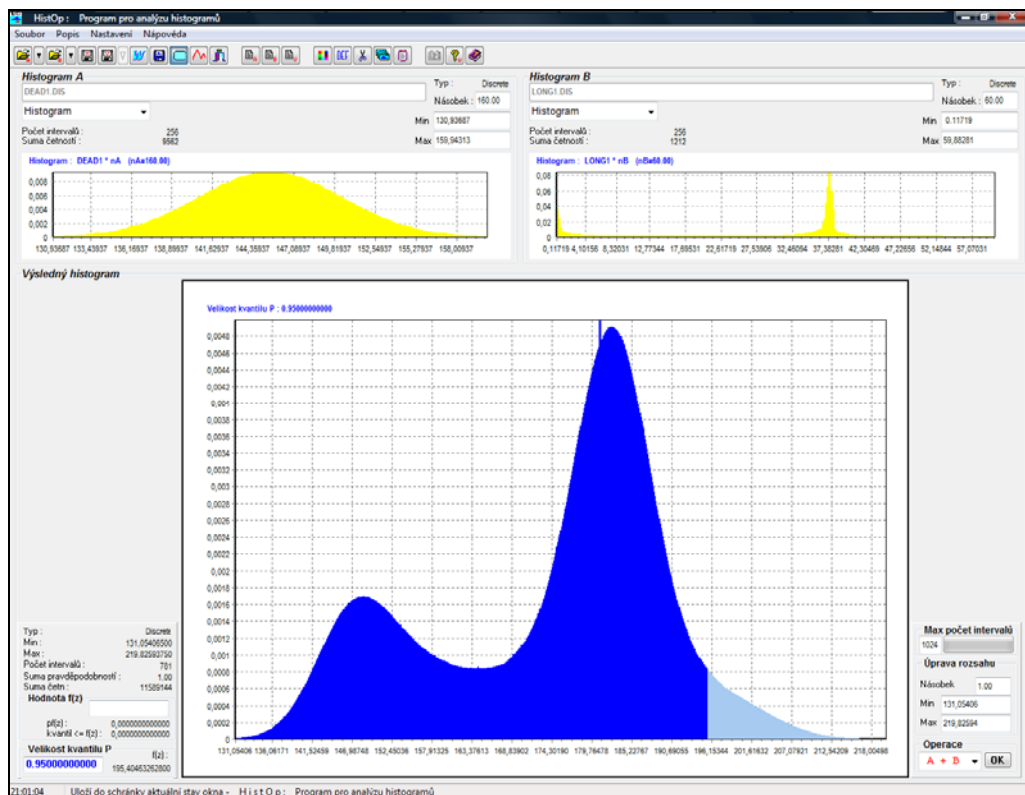 HistOp : Program pro analýzu histogramů
Soubor Popis Nastavení Nápověda
Histogram A
DEAD1.DIS
Typ : Discrete
Násobek : 160.00
Histogram
Min 130,93687
Počet intervalů : 256
Suma četností : 9562
Max 159,94313
Histogram : DEAD1 * nA (nA=160.00)
0,008
0,006
0,004
0,002
0
130,93687 133,43937 136,16937 138,89937 141,62937 144,35937 147,08937 149,81937 152,54937 155,27937 158,00937
Histogram B
LONG1.DIS
Typ : Discrete
Násobek : 60.00
Histogram
Min 0.11719
Počet intervalů : 256
Suma četností : 1212
Max 59,88281
Histogram : LONG1 * nB (nB=60.00)
0,08
0,06
0,04
0,02
0
0,11719 4,10156 8,32031 12,77344 17,69531 22,61719 27,53906 32,46094 37,38281 42,30469 47,22656 52,14844 57,07031
Výsledný histogram
Velikost kvantilu P : 0.95000000000
0,0048
0,0046
0,0044
0,0042
0,004
0,0038
0,0036
0,0034
0,0032
0,003
0,0028
0,0026
0,0024
0,0022
0,002
0,0018
0,0016
0,0014
0,0012
0,001
0,0008
0,0006
0,0004
0,0002
0
131,05406 136,06171 141,52459 146,98748 152,45036 157,91325 163,37613 168,83902 174,30190 179,76478 185,22767 190,69055 196,15344 201,61632 207,07921 212,54209 218,00498
Typ : Discrete
Min : 131,05406500
Max : 219,82593750
Počet intervalů : 781
Suma pravděpodobností : 1.00
Suma četn : 11589144
Hodnota f(z)
pf(z) : 0,000000000000
kvantil <= f(z) : 0,000000000000
Velikost kvantilu P
f(z) :
0.95000000000
195,40463262800
Max počet intervalů
1024
Úprava rozsahu
Násobek 1.00
Min 131,05406
Max 219,82594
Operace
A + B
OK
21:01:04 Uloží do schránky aktuální stav okna - H i s t O p : Program pro analýzu histogramů